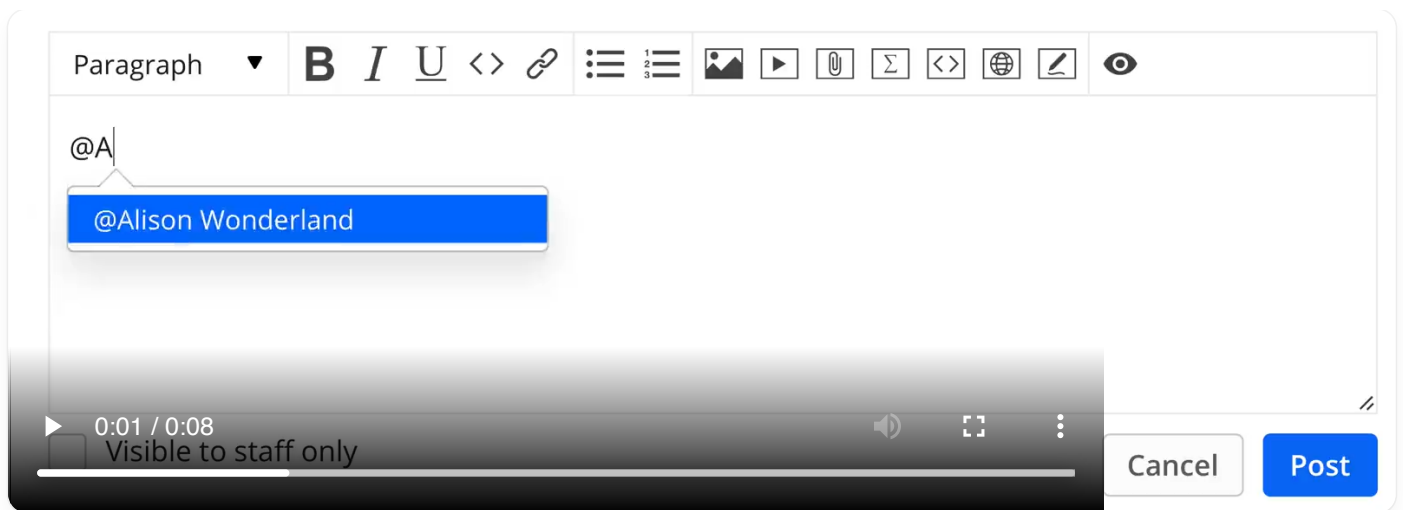 Paragraph
@A
@Alison Wonderland
0:01 / 0:08
Visible to staff only
Cancel
Post